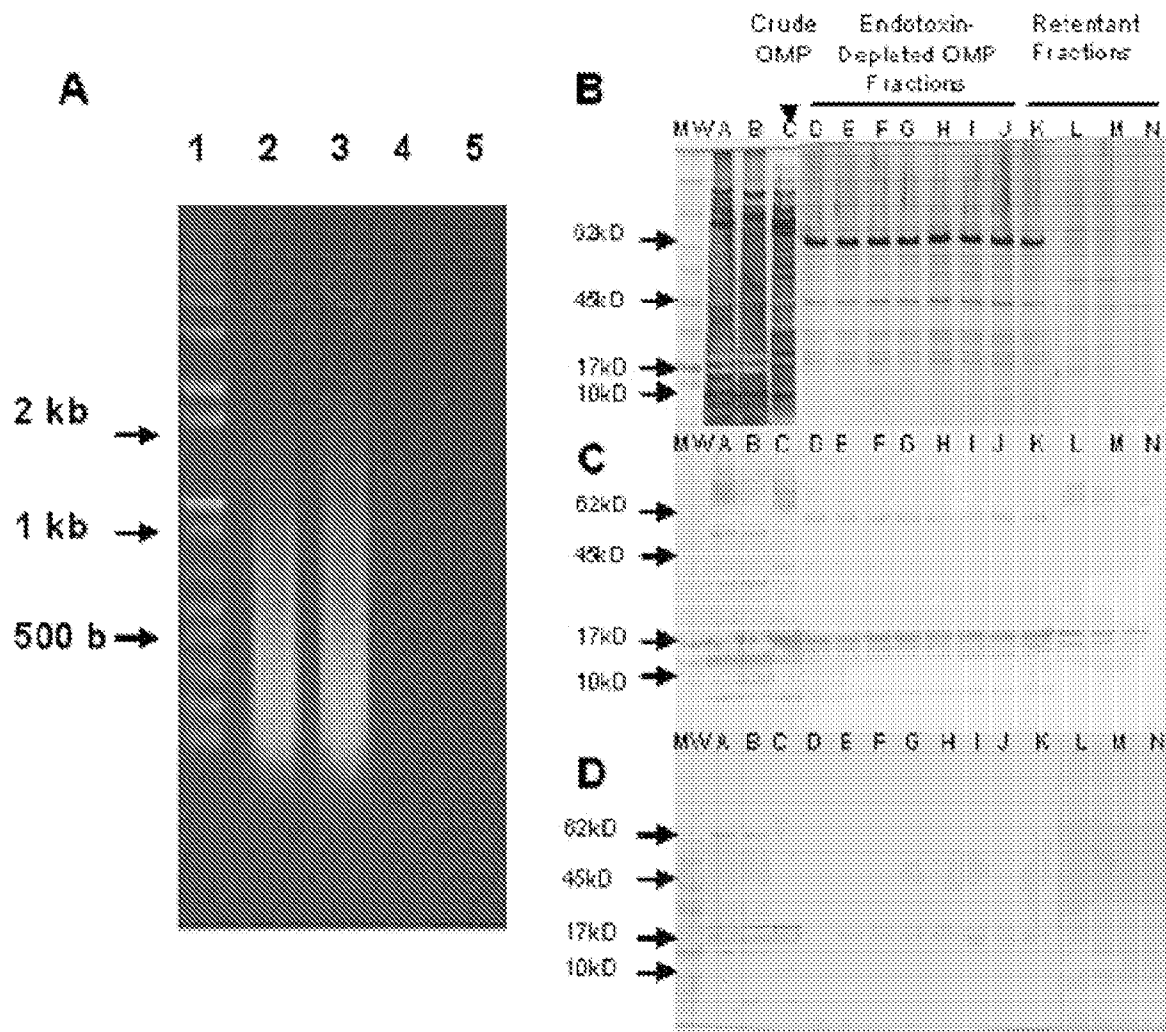 Crude OMP
Endotoxin-Depleted OMP Fractions
Retentant Fractions
A
1 2 3 4 5
2 kb
1 kb
500 b
B
MW A B C D E F G H I J K L M N
62kD
45kD
17kD
10kD
C
MW A B C D E F G H I J K L M N
62kD
45kD
17kD
10kD
D
MW A B C D E F G H I J K L M N
62kD
45kD
17kD
10kD